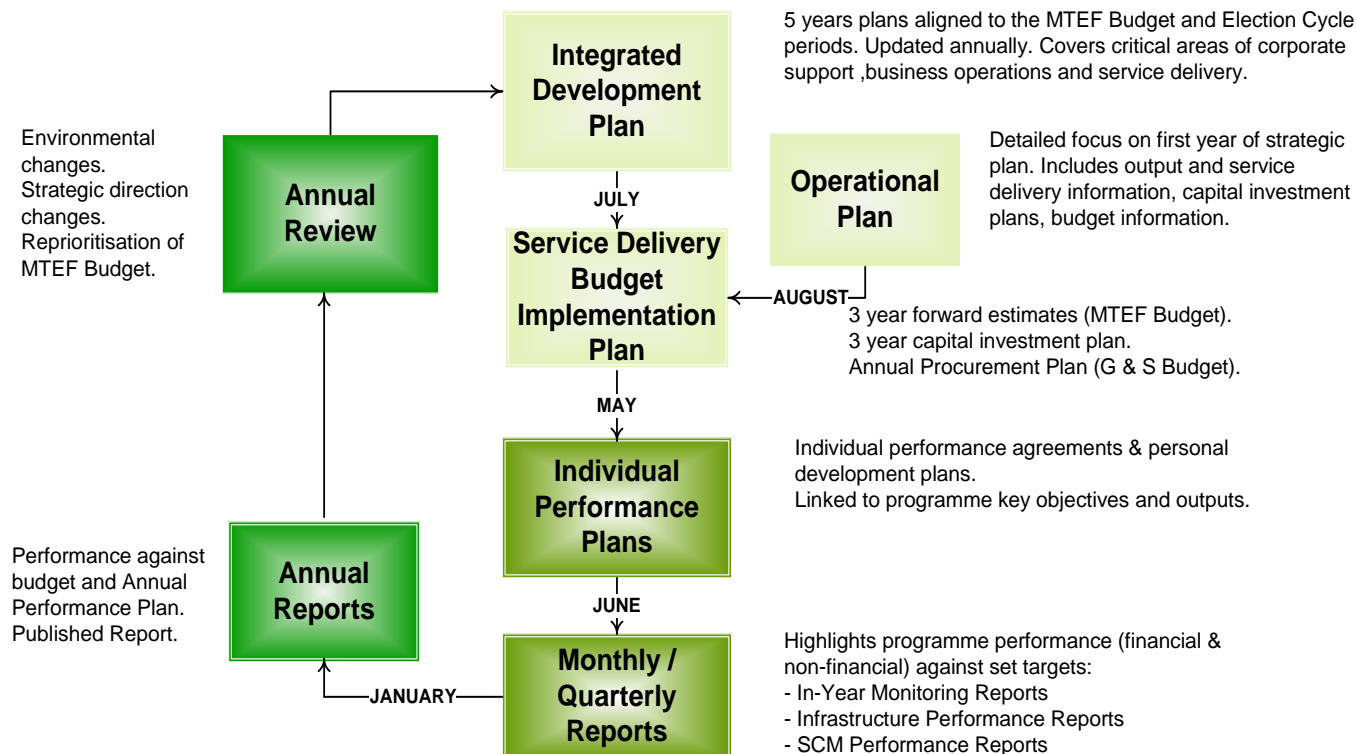 5 years plans aligned to the MTEF Budget and Election Cycle
periods. Updated annually. Covers critical areas of corporate
support ,business operations and service delivery.
Integrated
Development
Plan
Environmental
changes.
Strategic direction
changes.
Reprioritisation of
MTEF Budget.
Annual
Review
JULY
Operational
Plan
Detailed focus on first year of strategic
plan. Includes output and service
delivery information, capital investment
plans, budget information.
Service Delivery
Budget
Implementation
Plan
AUGUST
3 year forward estimates (MTEF Budget).
3 year capital investment plan.
Annual Procurement Plan (G & S Budget).
MAY
Individual
Performance
Plans
Individual performance agreements & personal
development plans.
Linked to programme key objectives and outputs.
Performance against
budget and Annual
Performance Plan.
Published Report.
Annual
Reports
JUNE
Monthly /
Quarterly
Reports
JANUARY
Highlights programme performance (financial &
non-financial) against set targets:
- In-Year Monitoring Reports
- Infrastructure Performance Reports
- SCM Performance Reports